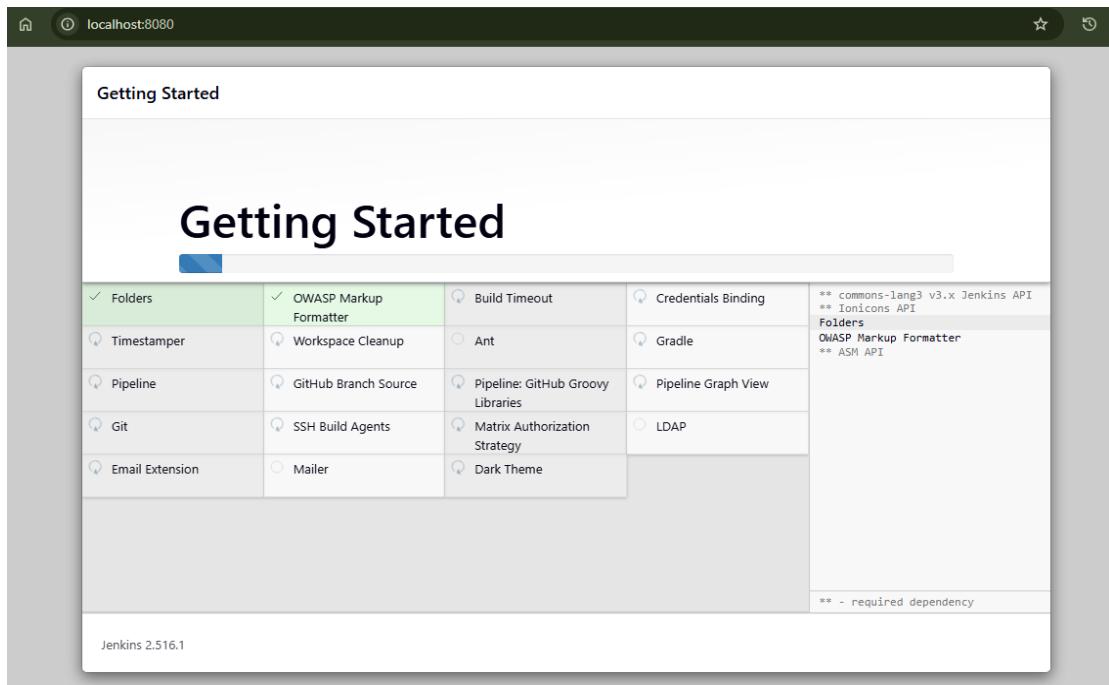 localhost:8080
Getting Started
Getting Started
Folders
OWASP Markup
Formatter
Build Timeout
Credentials Binding
Timestamper
Workspace Cleanup
Ant
Gradle
Pipeline
GitHub Branch Source
Pipeline: GitHub Groovy
Libraries
Pipeline Graph View
Git
SSH Build Agents
Matrix Authorization
Strategy
LDAP
Email Extension
Mailer
Dark Theme
** commons-lang3 v3.x Jenkins API
** Ionicons API
Folders
OWASP Markup Formatter
** ASM API
** - required dependency
Jenkins 2.516.1